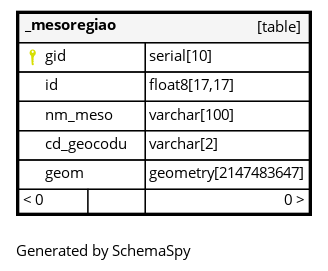 _mesoregiao [table]
gid serial[10]
id float8[17,17]
nm_meso varchar[100]
cd_geocodu varchar[2]
geom geometry[2147483647]
< 0 0 >
Generated by SchemaSpy